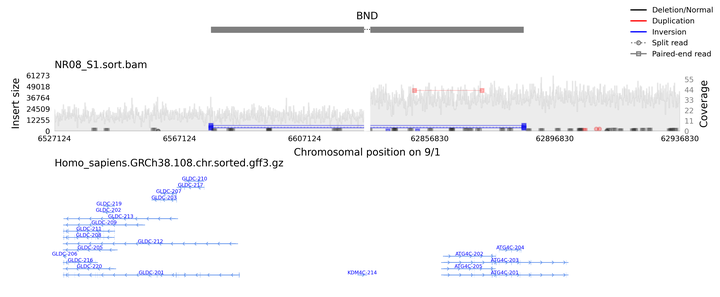 BND
Deletion/Normal
Duplication
Inversion
Split read
Paired-end read
NR08_S1.sort.bam
Insert size
61273
49018
36764
24509
12255
0
55
44
33
22
11
0
Coverage
6527124 6567124 6607124 62856830 62896830 62936830
Chromosomal position on 9/1
Homo_sapiens.GRCh38.108.chr.sorted.gff3.gz
GLDC-210
GLDC-217
GLDC-207
GLDC-203
GLDC-219
GLDC-202
GLDC-213
GLDC-209
GLDC-211
GLDC-208
GLDC-212
GLDC-205 ATG4C-204
GLDC-206 ATG4C-202
GLDC-216 ATG4C-203
GLDC-220 ATG4C-205
GLDC-201 KDM4C-214 ATG4C-201